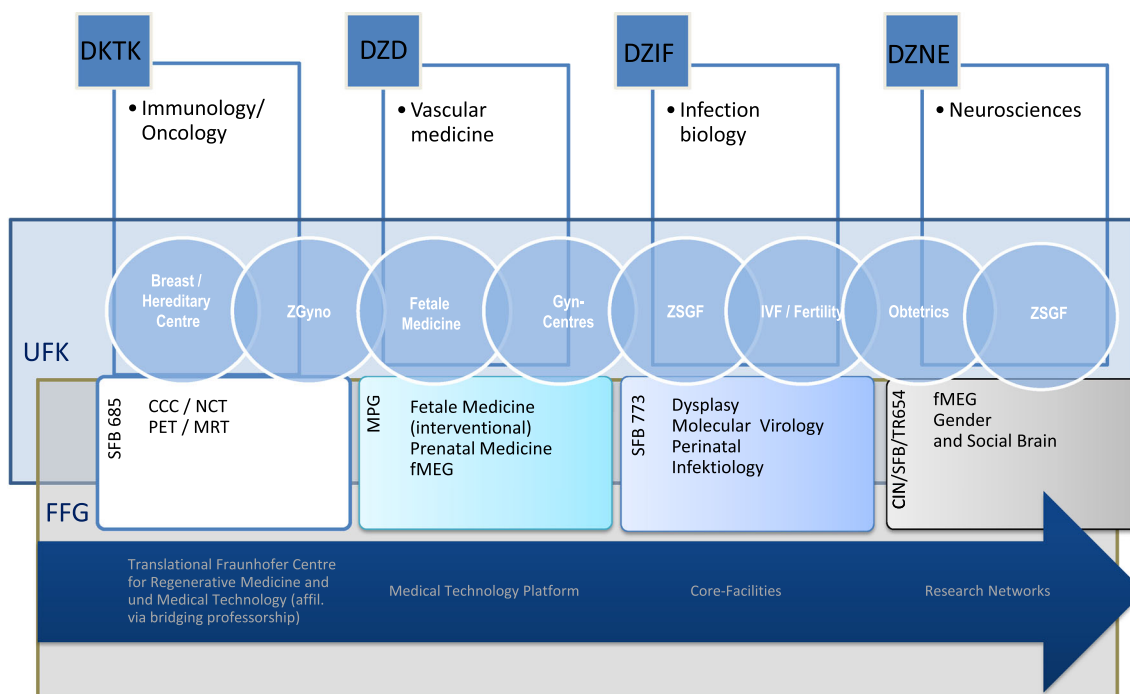 DKTK
DZD
DZIF
DZNE
• Immunology/
Oncology
• Vascular
medicine
• Infection
biology
• Neurosciences
Breast /
Hereditary
Centre
ZGyno
Fetale
Medicine
Gyn-
Centres
ZSGF
IVF / Fertility
Obtetrics
ZSGF
UFK
SFB 685
CCC / NCT
PET / MRT
MPG
Fetale Medicine
(interventional)
Prenatal Medicine
fMEG
SFB 773
Dysplasy
Molecular Virology
Perinatal
Infektiology
CIN/SFB/TR654
fMEG
Gender
and Social Brain
FFG
Translational Fraunhofer Centre
for Regenerative Medicine and
und Medical Technology (affil.
via bridging professorship)
Medical Technology Platform
Core-Facilities
Research Networks